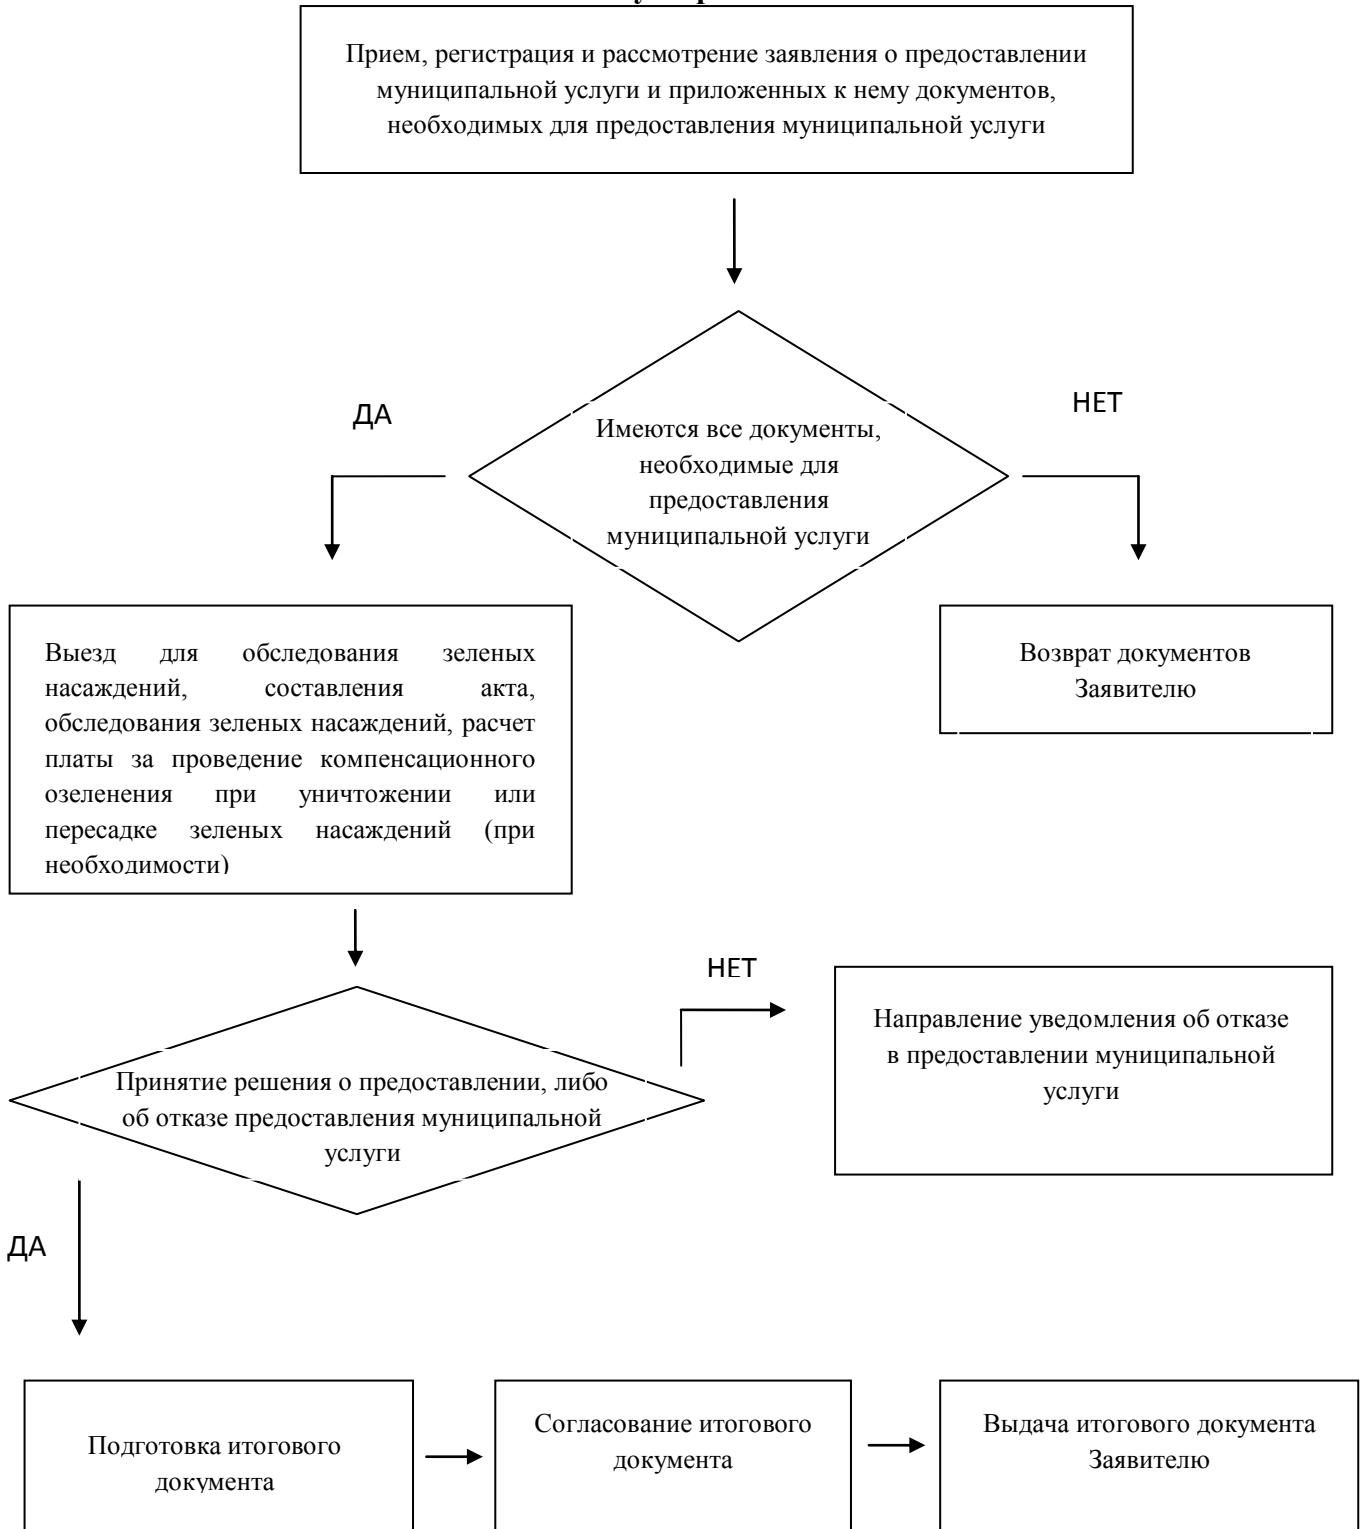 Прием, регистрация и рассмотрение заявления о предоставлении
муниципальной услуги и приложенных к нему документов,
необходимых для предоставления муниципальной услуги
ДА
НЕТ
Имеются все документы,
необходимые для
предоставления
муниципальной услуги
Выезд для обследования зеленых
насаждений, составления акта,
обследования зеленых насаждений, расчет
платы за проведение компенсационного
озеленения при уничтожении или
пересадке зеленых насаждений (при
необходимости)
Возврат документов
Заявителю
НЕТ
Направление уведомления об отказе
в предоставлении муниципальной
услуги
Принятие решения о предоставлении, либо
об отказе предоставления муниципальной
услуги
ДА
Подготовка итогового
документа
Согласование итогового
документа
Выдача итогового документа
Заявителю